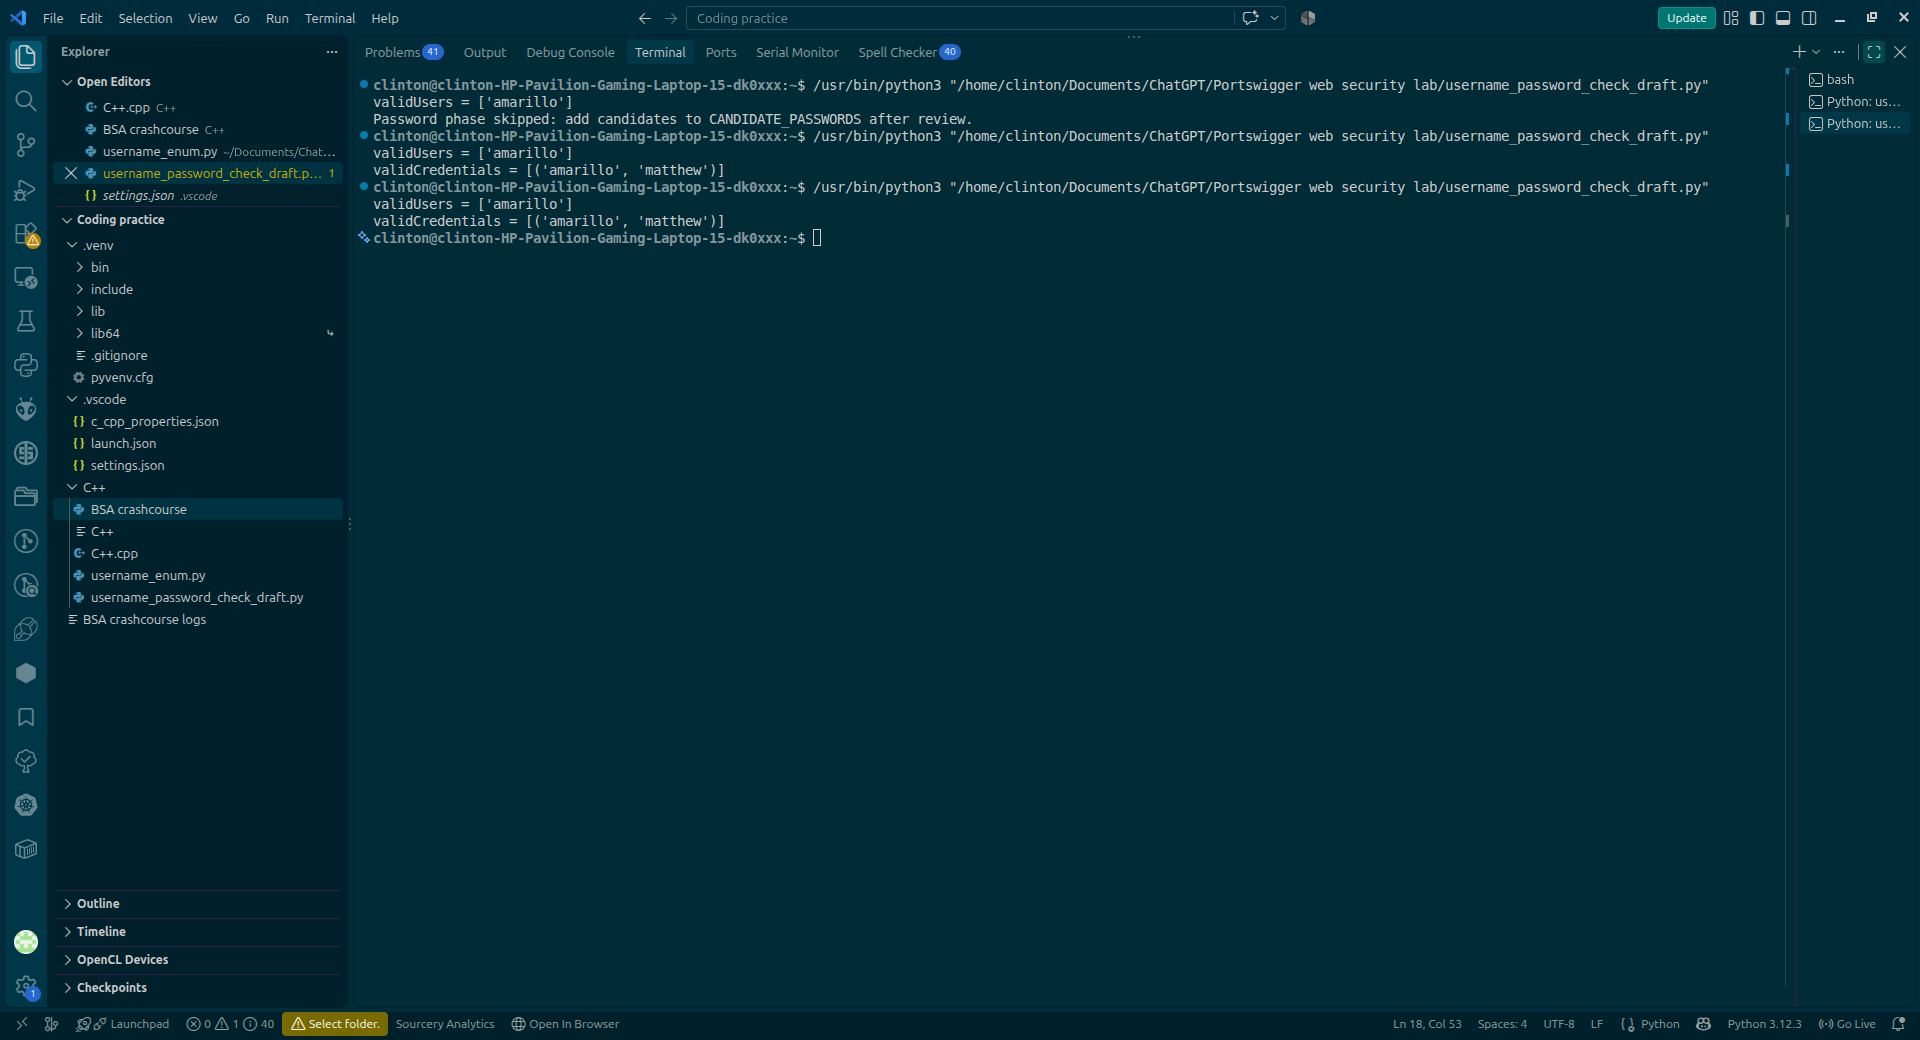 File Edit Selection View Go Run Terminal Help
Coding practice
Update
Explorer
Open Editors
C++.cpp C++
BSA crashcourse C++
username_enum.py ~/Documents/Chat...
username_password_check_draft.p... 1
settings.json .vscode
Coding practice
.venv
bin
include
lib
lib64
.gitignore
pyvenv.cfg
.vscode
c_cpp_properties.json
launch.json
settings.json
C++
BSA crashcourse
C++
C++.cpp
username_enum.py
username_password_check_draft.py
BSA crashcourse logs
Outline
Timeline
OpenCL Devices
Checkpoints
Problems 41 Output Debug Console Terminal Ports Serial Monitor Spell Checker 40
clinton@clinton-HP-Pavilion-Gaming-Laptop-15-dk0xxx:~$ /usr/bin/python3 "/home/clinton/Documents/ChatGPT/Portswigger web security lab/username_password_check_draft.py"
validUsers = ['amarillo']
Password phase skipped: add candidates to CANDIDATE_PASSWORDS after review.
clinton@clinton-HP-Pavilion-Gaming-Laptop-15-dk0xxx:~$ /usr/bin/python3 "/home/clinton/Documents/ChatGPT/Portswigger web security lab/username_password_check_draft.py"
validUsers = ['amarillo']
validCredentials = [('amarillo', 'matthew')]
clinton@clinton-HP-Pavilion-Gaming-Laptop-15-dk0xxx:~$ /usr/bin/python3 "/home/clinton/Documents/ChatGPT/Portswigger web security lab/username_password_check_draft.py"
validUsers = ['amarillo']
validCredentials = [('amarillo', 'matthew')]
clinton@clinton-HP-Pavilion-Gaming-Laptop-15-dk0xxx:~$
bash
Python: us...
Python: us...
1
Launchpad 0 1 40 Select folder. Sourcery Analytics Open In Browser Ln 18, Col 53 Spaces: 4 UTF-8 LF {} Python Python 3.12.3 Go Live